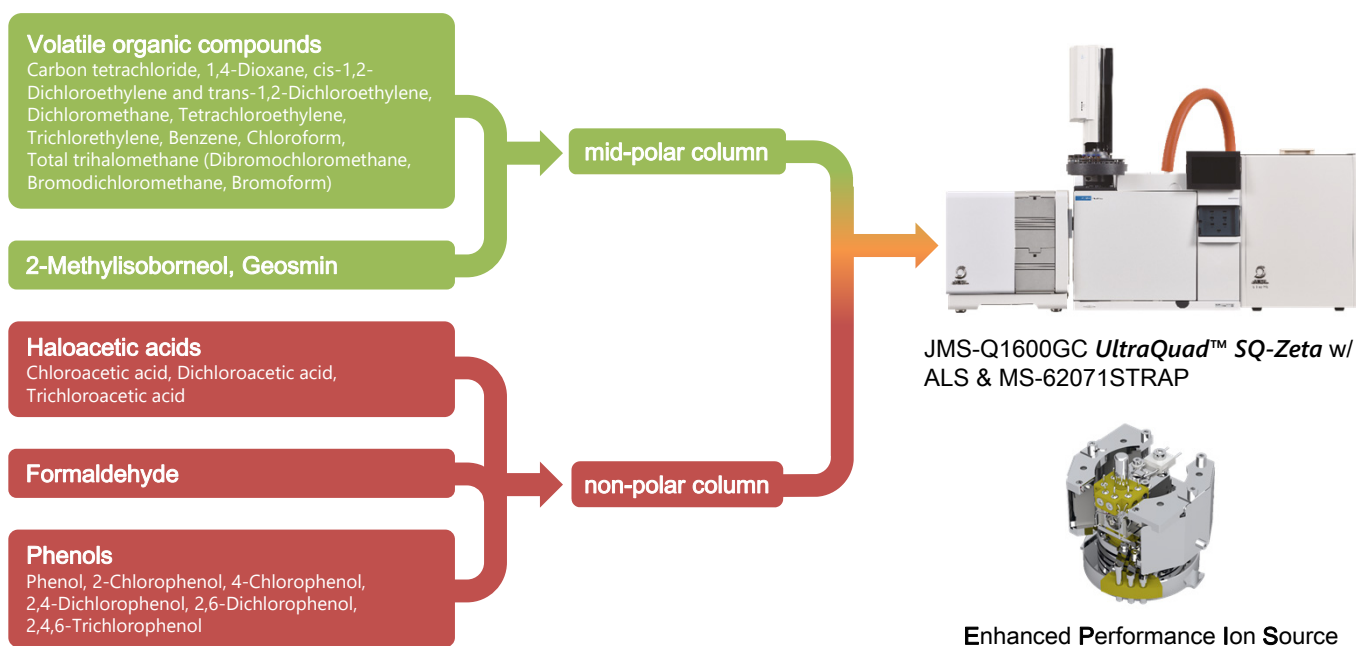 Volatile organic compounds
Carbon tetrachloride, 1,4-Dioxane, cis-1,2-
Dichloroethylene and trans-1,2-Dichloroethylene,
Dichloromethane, Tetrachloroethylene,
Trichlorethylene, Benzene, Chloroform,
Total trihalomethane (Dibromochloromethane,
Bromodichloromethane, Bromoform)
2-Methylisoborneol, Geosmin
mid-polar column
Haloacetic acids
Chloroacetic acid, Dichloroacetic acid,
Trichloroacetic acid
Formaldehyde
non-polar column
Phenols
Phenol, 2-Chlorophenol, 4-Chlorophenol,
2,4-Dichlorophenol, 2,6-Dichlorophenol,
2,4,6-Trichlorophenol
JMS-Q1600GC UltraQuad™ SQ-Zeta w/
ALS & MS-62071STRAP
Enhanced Performance Ion Source